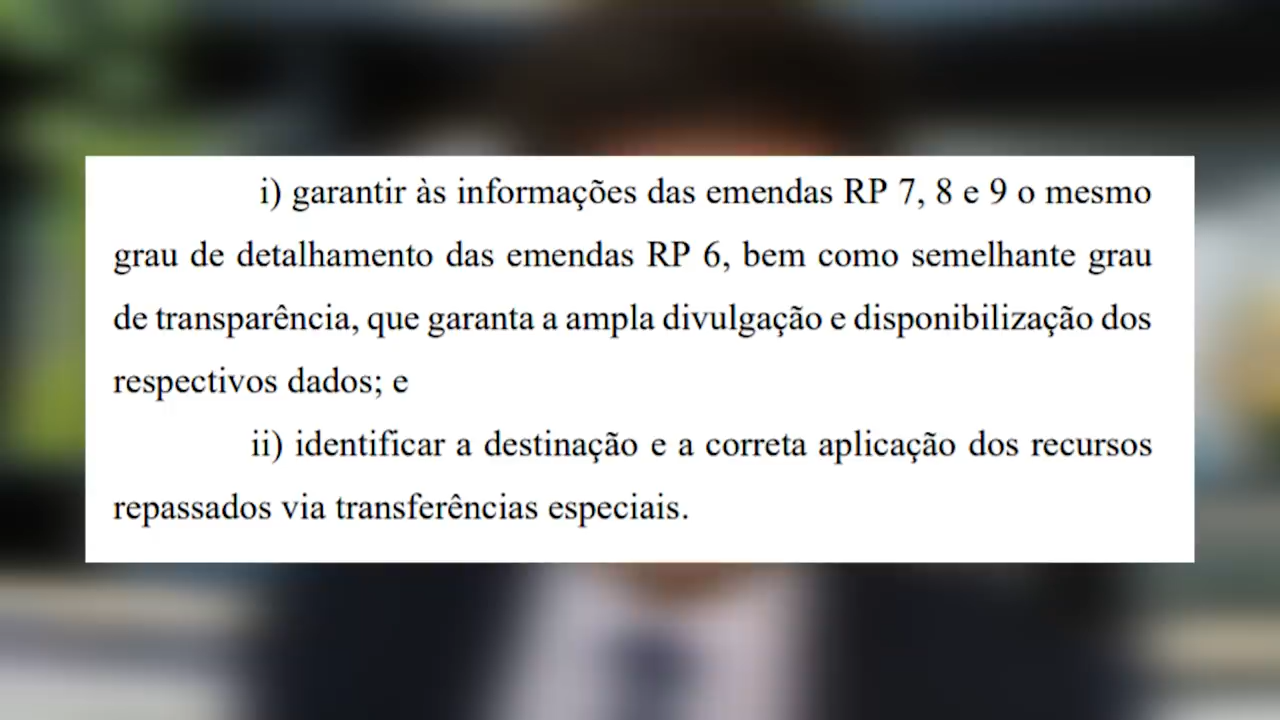 i) garantir às informações das emendas RP 7, 8 e 9 o mesmo
grau de detalhamento das emendas RP 6, bem como semelhante grau
de transparência, que garanta a ampla divulgação e disponibilização dos
respectivos dados; e
ii) identificar a destinação e a correta aplicação dos recursos
repassados via transferências especiais.